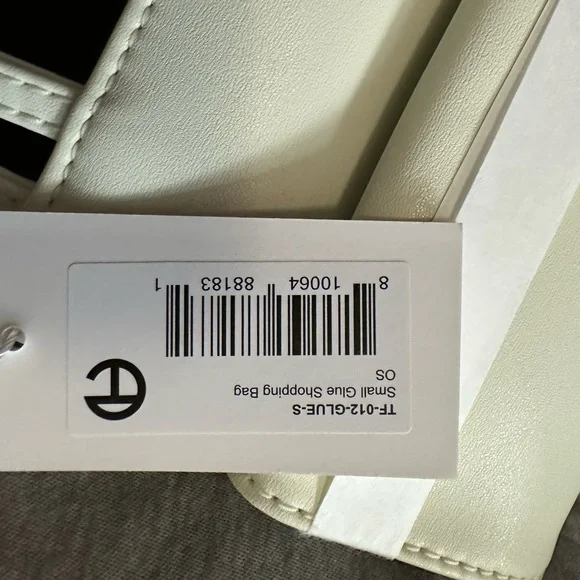 TF-012-GLUE-S
Small Glue Shopping Bag
OS
8 10064 88183 1